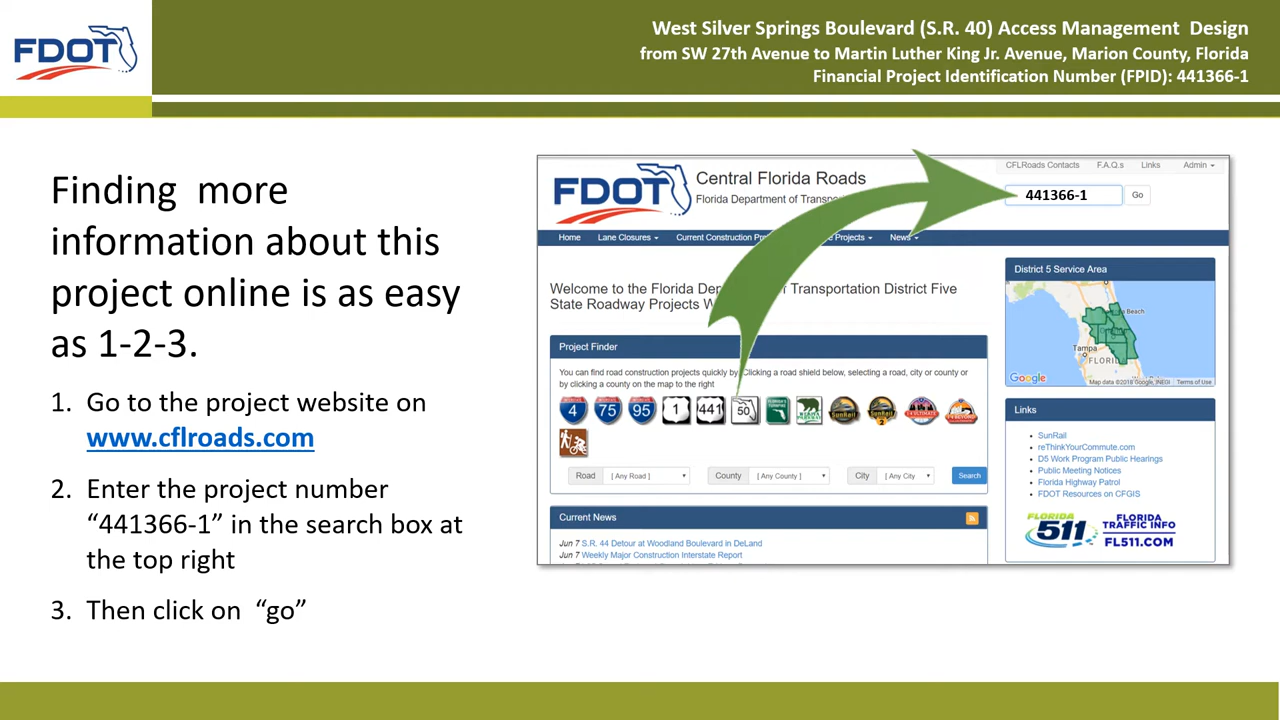 FDOT
West Silver Springs Boulevard (S.R. 40) Access Management Design
from SW 27th Avenue to Martin Luther King Jr. Avenue, Marion County, Florida
Financial Project Identification Number (FPID): 441366-1
Finding more
information about this
project online is as easy
as 1-2-3.
1. Go to the project website on
www.cflroads.com
2. Enter the project number
“441366-1” in the search box at
the top right
3. Then click on “go”
CFLRoads Contacts F.A.Q.s Links Admin
FDOT
Central Florida Roads
Florida Department of
441366-1 Go
Home Lane Closures Current Construction Projects News
Welcome to the Florida Transportation District Five
State Roadway Projects
Project Finder
You can find road construction projects quickly by Clicking a road shield below, selecting a road, city or county or
by clicking a county on the map to the right
4 75 95 1 441 50
Road [ Any Road ] County [ Any County ] City [ Any City ] Search
Current News
Jun 7 S.R. 44 Detour at Woodland Boulevard in DeLand
Jun 7 Weekly Major Construction Interstate Report
District 5 Service Area
Beach
Tampa
FLORI
Google
Map data ©2018 Google, INEGI Terms of Use
Links
SunRail
reThinkYourCommute.com
D5 Work Program Public Hearings
Public Meeting Notices
Florida Highway Patrol
FDOT Resources on CFGIS
FLORIDA
511
FLORIDA
TRAFFIC INFO
FL511.COM